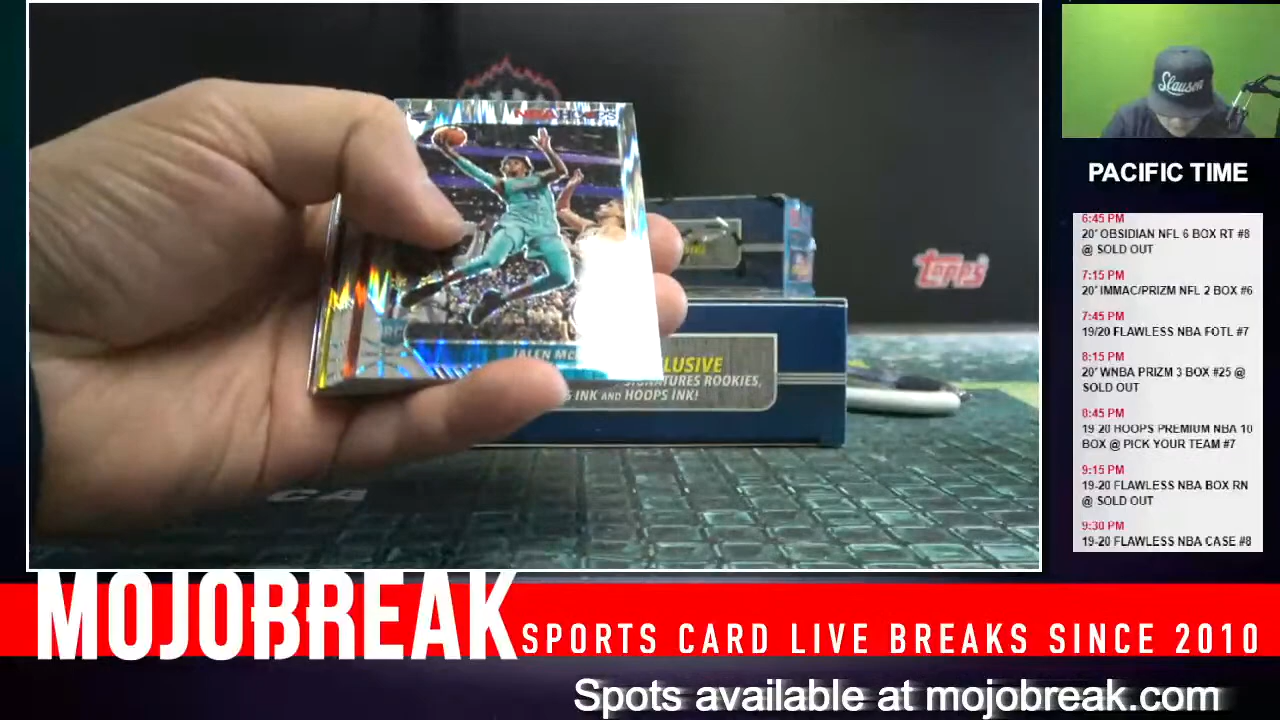 NBA HOOPS
RC
JALEN
topps
LUSIVE
SIGNATURES ROOKIES,
INK AND HOOPS INK!
Slauson
PACIFIC TIME
6:45 PM
20' OBSIDIAN NFL 6 BOX RT #8
@ SOLD OUT
7:15 PM
20' IMMAC/PRIZM NFL 2 BOX #6
7:45 PM
19/20 FLAWLESS NBA FOTL #7
8:15 PM
20' WNBA PRIZM 3 BOX #25 @
SOLD OUT
8:45 PM
19-20 HOOPS PREMIUM NBA 10
BOX @ PICK YOUR TEAM #7
9:15 PM
19-20 FLAWLESS NBA BOX RN
@ SOLD OUT
9:30 PM
19-20 FLAWLESS NBA CASE #8
MOJOBREAK
SPORTS CARD LIVE BREAKS SINCE 2010
Spots available at mojobreak.com